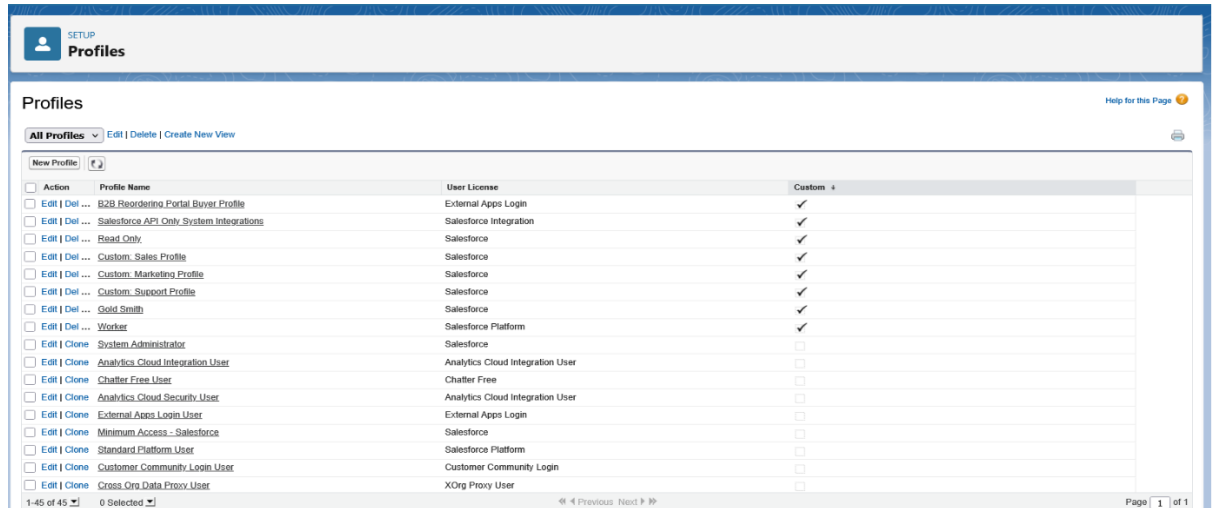 SETUP
Profiles
Profiles
Help for this Page
All Profiles Edit | Delete | Create New View
New Profile
Action Profile Name User License Custom
Edit | Del ... B2B Reordering Portal Buyer Profile External Apps Login
Edit | Del ... Salesforce API Only System Integrations Salesforce Integration
Edit | Del ... Read Only Salesforce
Edit | Del ... Custom: Sales Profile Salesforce
Edit | Del ... Custom: Marketing Profile Salesforce
Edit | Del ... Custom: Support Profile Salesforce
Edit | Del ... Gold Smith Salesforce
Edit | Del ... Worker Salesforce Platform
Edit | Clone System Administrator Salesforce
Edit | Clone Analytics Cloud Integration User Analytics Cloud Integration User
Edit | Clone Chatter Free User Chatter Free
Edit | Clone Analytics Cloud Security User Analytics Cloud Integration User
Edit | Clone External Apps Login User External Apps Login
Edit | Clone Minimum Access - Salesforce Salesforce
Edit | Clone Standard Platform User Salesforce Platform
Edit | Clone Customer Community Login User Customer Community Login
Edit | Clone Cross Org Data Proxy User XOrg Proxy User
1-45 of 45 0 Selected Previous Next Page 1 of 1